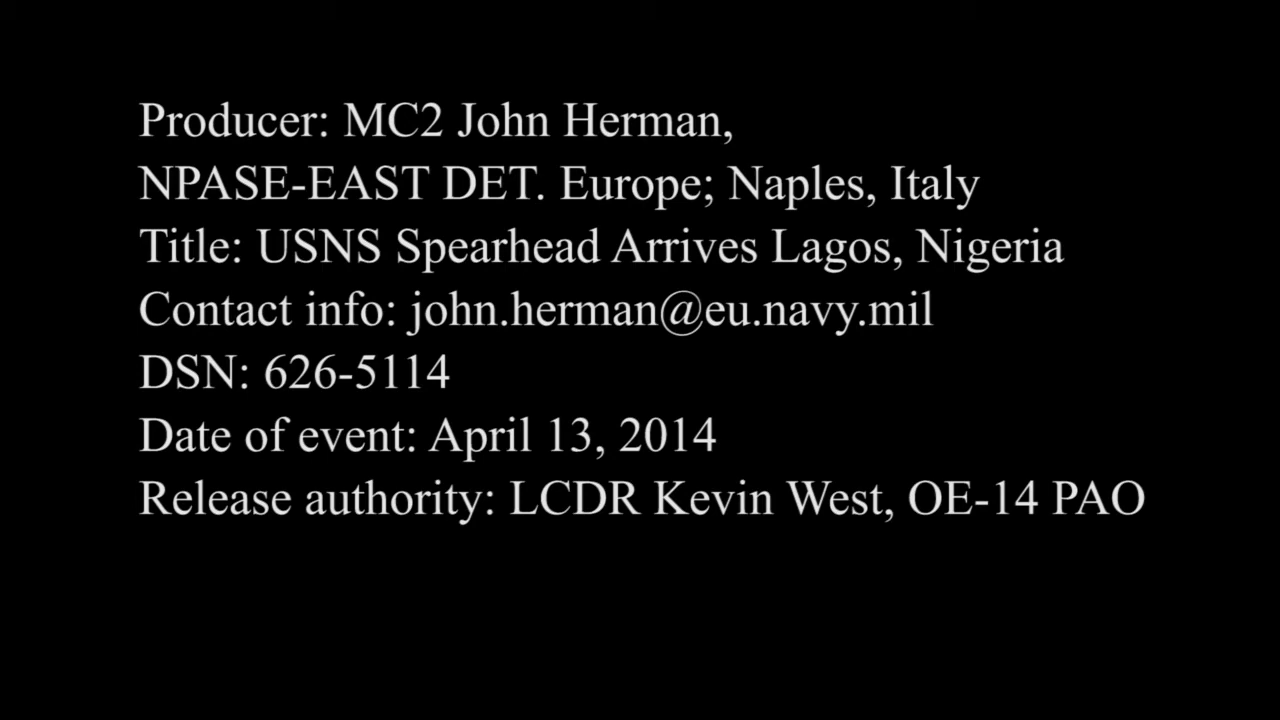 Producer: MC2 John Herman,
NPASE-EAST DET. Europe; Naples, Italy
Title: USNS Spearhead Arrives Lagos, Nigeria
Contact info: john.herman@eu.navy.mil
DSN: 626-5114
Date of event: April 13, 2014
Release authority: LCDR Kevin West, OE-14 PAO